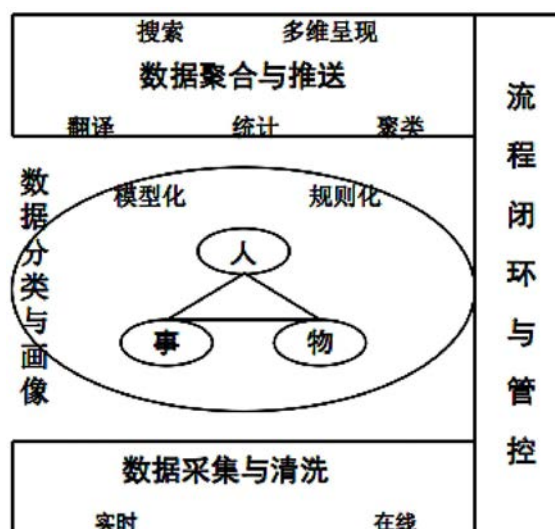 搜索 多维呈现
数据聚合与推送
翻译 统计 聚类
数据分类与画像
模型化 规则化
人
事 物
数据采集与清洗
实时 在线
流程闭环与管控